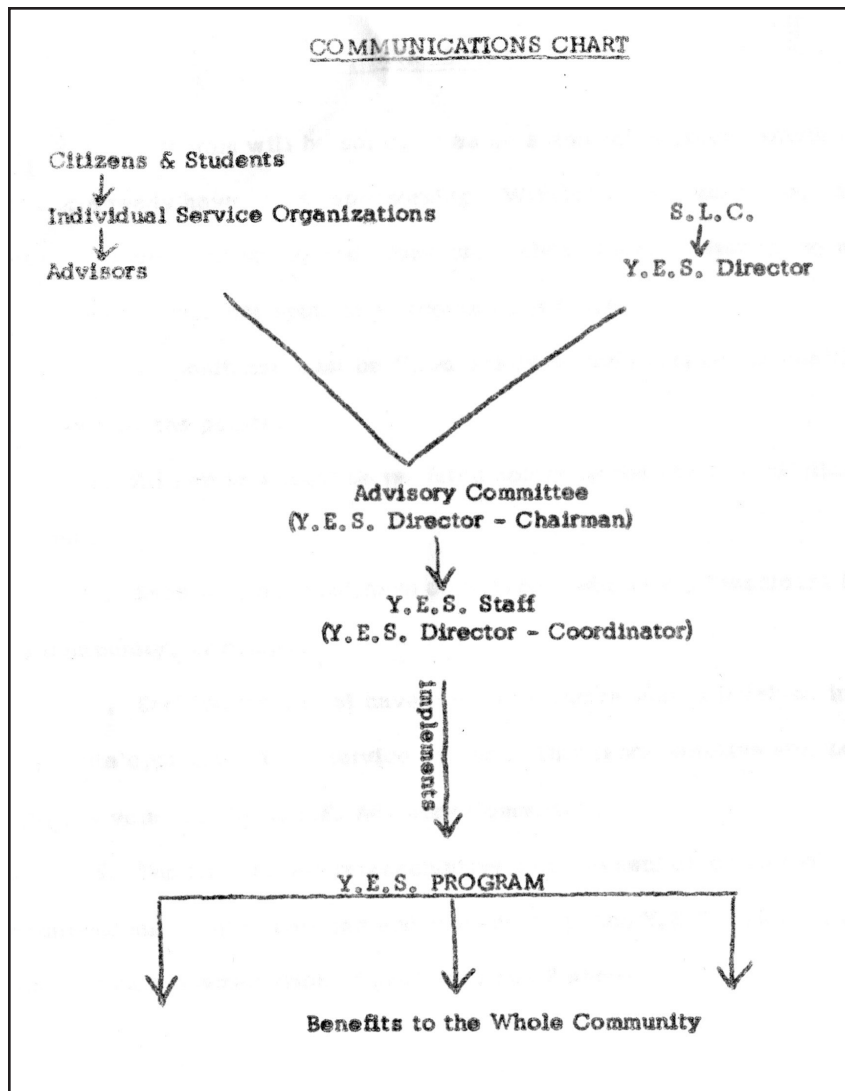 COMMUNICATIONS CHART
Citizens & Students
Individual Service Organizations
Advisors
S.L.C.
Y.E.S. Director
Advisory Committee
(Y.E.S. Director - Chairman)
Y.E.S. Staff
(Y.E.S. Director - Coordinator)
implements
Y.E.S. PROGRAM
Benefits to the Whole Community